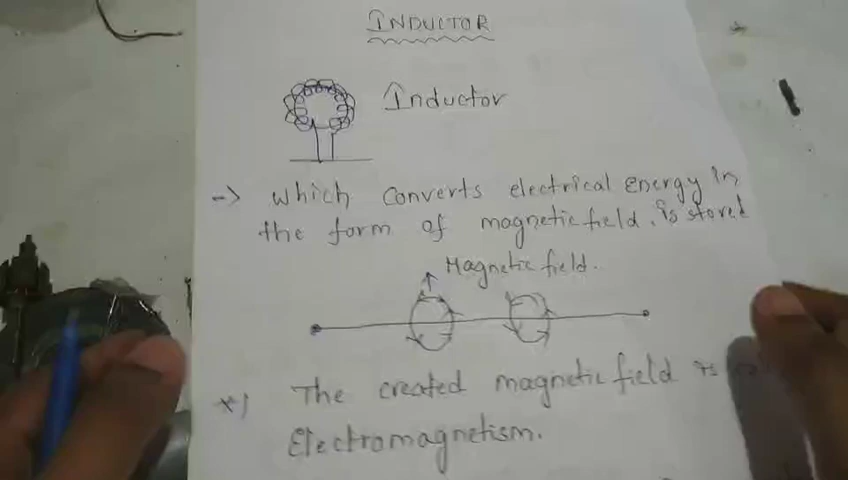 INDUCTOR
Inductor
-> which converts electrical energy in
the form of magnetic field. is stored
Magnetic field.
*) The created magnetic field is
Electromagnetism.